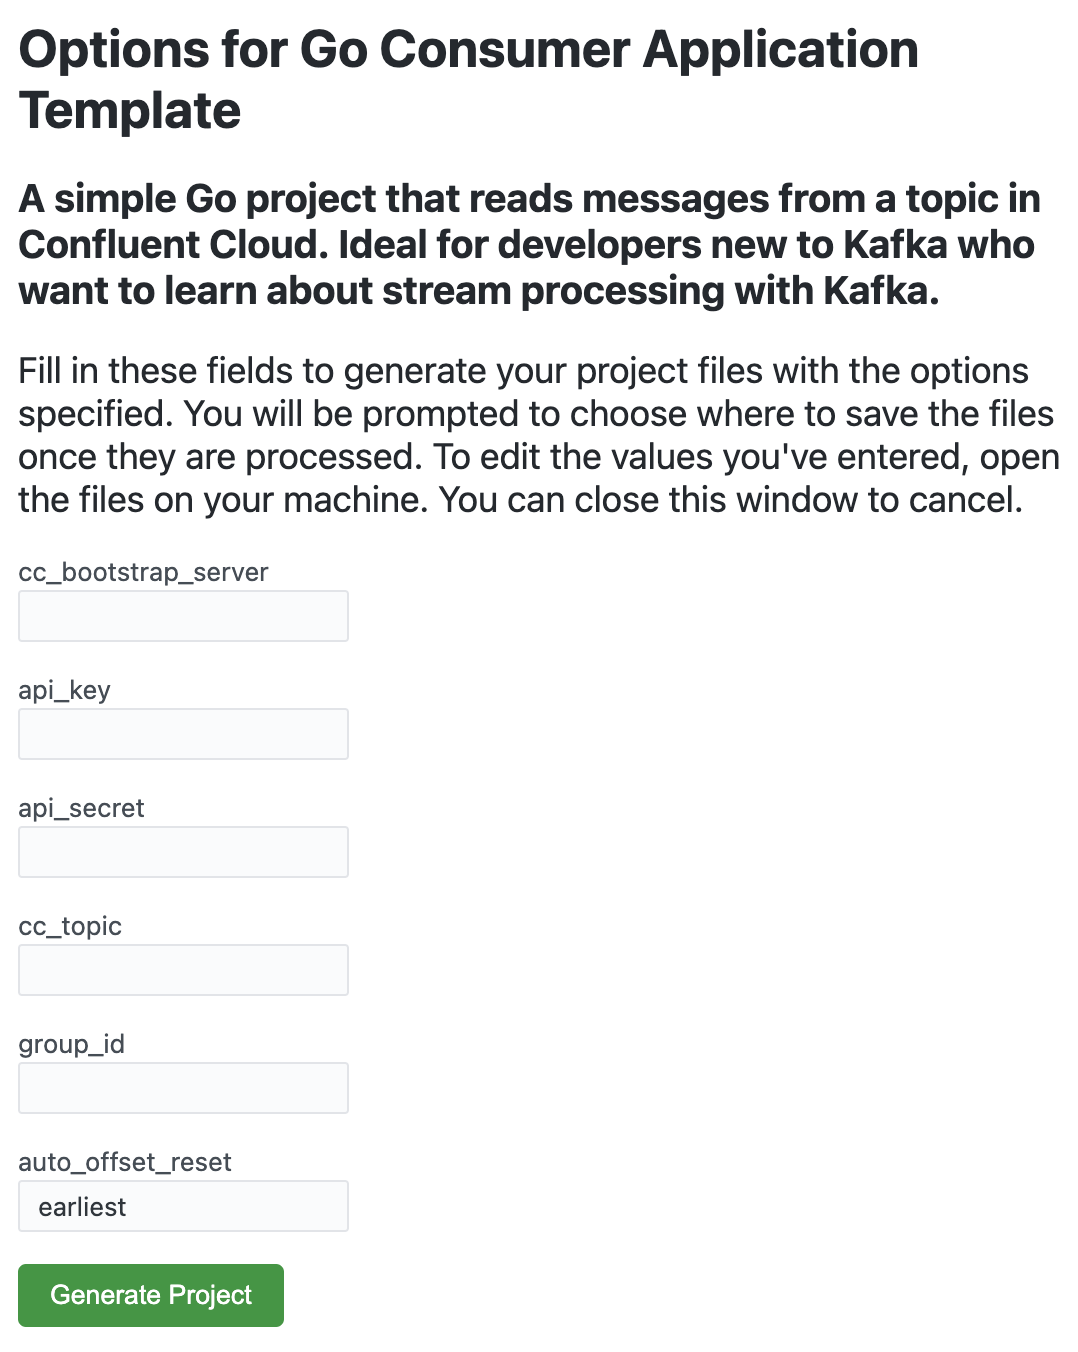 Options for Go Consumer Application
Template
A simple Go project that reads messages from a topic in
Confluent Cloud. Ideal for developers new to Kafka who
want to learn about stream processing with Kafka.
Fill in these fields to generate your project files with the options
specified. You will be prompted to choose where to save the files
once they are processed. To edit the values you've entered, open
the files on your machine. You can close this window to cancel.
cc_bootstrap_server
api_key
api_secret
cc_topic
group_id
auto_offset_reset
earliest
Generate Project